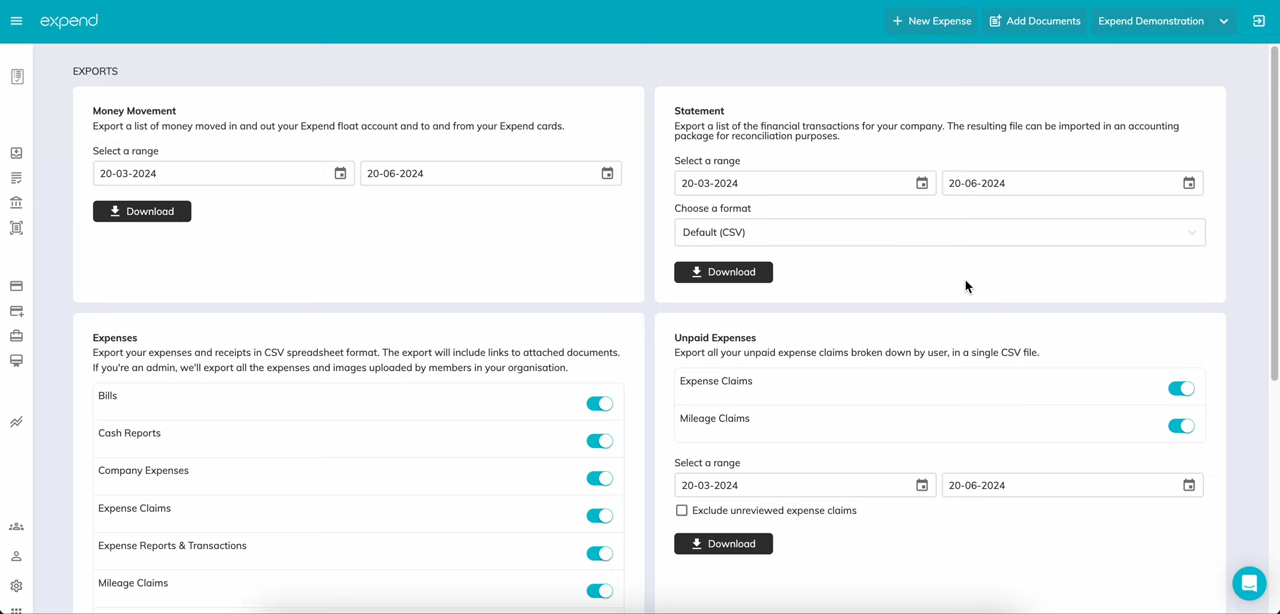 expend
New Expense
Add Documents
Expend Demonstration
EXPORTS
Money Movement
Export a list of money moved in and out your Expend float account and to and from your Expend cards.
Select a range
20-03-2024
20-06-2024
Download
Statement
Export a list of the financial transactions for your company. The resulting file can be imported in an accounting
package for reconciliation purposes.
Select a range
20-03-2024
20-06-2024
Choose a format
Default (CSV)
Download
Expenses
Export your expenses and receipts in CSV spreadsheet format. The export will include links to attached documents.
If you're an admin, we'll export all the expenses and images uploaded by members in your organisation.
Bills
Cash Reports
Company Expenses
Expense Claims
Expense Reports & Transactions
Mileage Claims
Unpaid Expenses
Export all your unpaid expense claims broken down by user, in a single CSV file.
Expense Claims
Mileage Claims
Select a range
20-03-2024
20-06-2024
Exclude unreviewed expense claims
Download